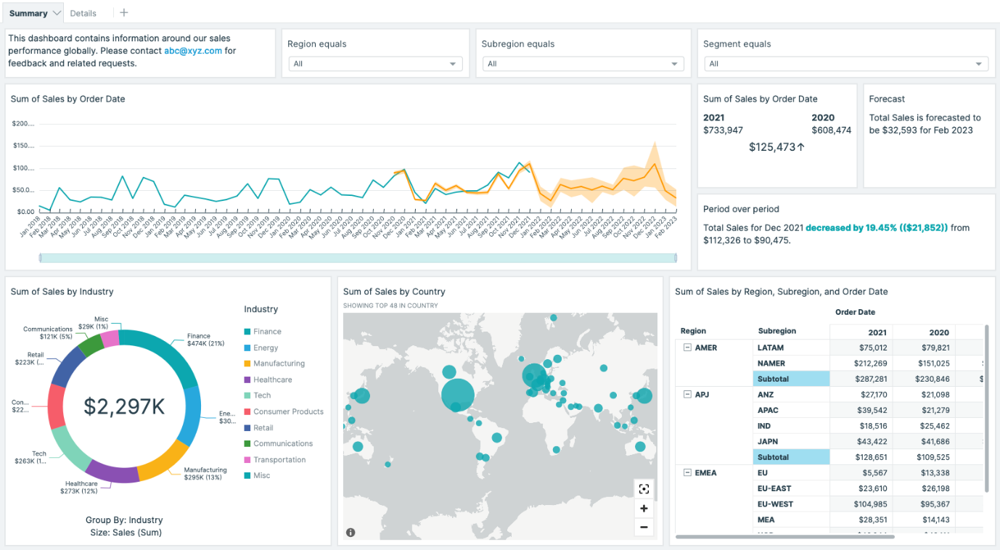 Summary
Details
This dashboard contains information around our sales
performance globally. Please contact abc@xyz.com for
feedback and related requests.
Region equals
All
Subregion equals
All
Segment equals
All
Sum of Sales by Order Date
$200....
$150....
$100....
$50.0...
$0.00
Jan 2018
Feb 2018
Mar 2018
Apr 2018
May 2018
Jun 2018
Jul 2018
Aug 2018
Sep 2018
Oct 2018
Nov 2018
Dec 2018
Jan 2019
Feb 2019
Mar 2019
Apr 2019
May 2019
Jun 2019
Jul 2019
Aug 2019
Sep 2019
Oct 2019
Nov 2019
Dec 2019
Jan 2020
Feb 2020
Mar 2020
Apr 2020
May 2020
Jun 2020
Jul 2020
Aug 2020
Sep 2020
Oct 2020
Nov 2020
Dec 2020
Jan 2021
Feb 2021
Mar 2021
Apr 2021
May 2021
Jun 2021
Jul 2021
Aug 2021
Sep 2021
Oct 2021
Nov 2021
Dec 2021
Jan 2022
Feb 2022
Mar 2022
Apr 2022
May 2022
Jun 2022
Jul 2022
Aug 2022
Sep 2022
Oct 2022
Nov 2022
Dec 2022
Jan 2023
Feb 2023
Sum of Sales by Order Date
2021 2020
$733,947 $608,474
$125,473↑
Forecast
Total Sales is forecasted to
be $32,593 for Feb 2023
Period over period
Total Sales for Dec 2021 decreased by 19.45% (($21,852)) from
$112,326 to $90,475.
Sum of Sales by Industry
Misc
$29K (1%)
Communications
$121K (5%)
Retail
$223K (...
Con...
$22...
Tech
$263K (1...
Healthcare
$273K (12%)
Manufacturing
$295K (13%)
Ene...
$30...
Finance
$474K (21%)
$2,297K
Group By: Industry
Size: Sales (Sum)
Industry
Finance
Energy
Manufacturing
Healthcare
Tech
Consumer Products
Retail
Communications
Transportation
Misc
Sum of Sales by Country
SHOWING TOP 48 IN COUNTRY
Sum of Sales by Region, Subregion, and Order Date
Order Date
Region Subregion 2021 2020
AMER LATAM $75,012 $79,821
NAMER $212,269 $151,025
Subtotal $287,281 $230,846 $
APJ ANZ $27,170 $21,098
APAC $39,542 $21,279
IND $18,516 $25,462
JAPN $43,422 $41,686
Subtotal $128,651 $109,525
EMEA EU $5,567 $13,338
EU-EAST $23,610 $26,198
EU-WEST $104,985 $95,367
MEA $28,351 $14,143